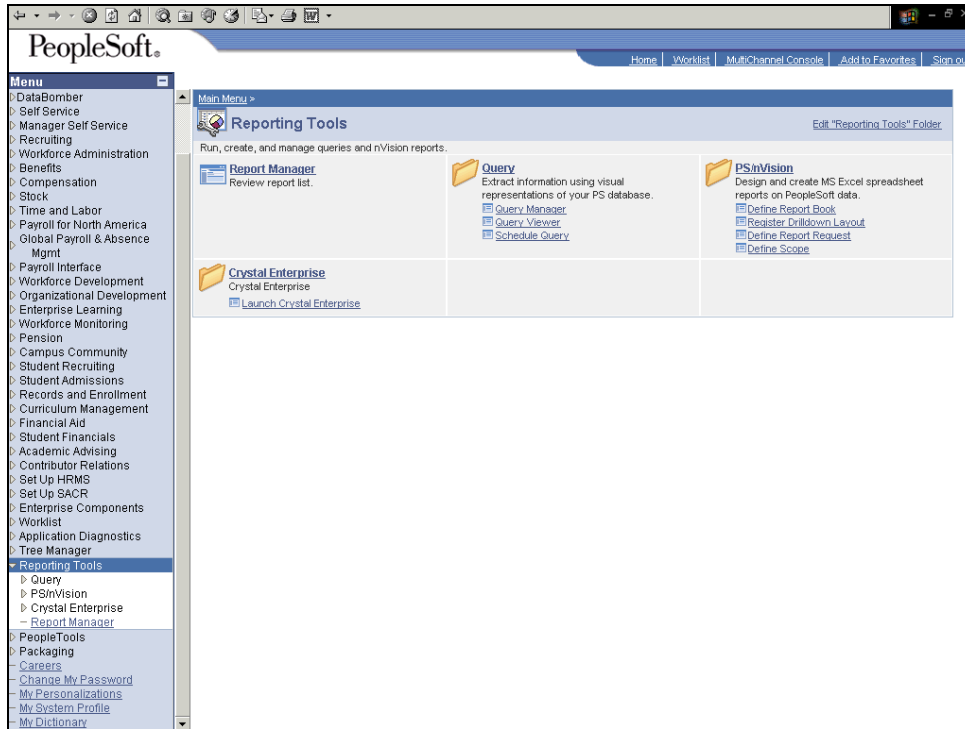 PeopleSoft.
Home Worklist MultiChannel Console Add to Favorites Sign ou
Menu
DataBomber
Self Service
Manager Self Service
Recruiting
Workforce Administration
Benefits
Compensation
Stock
Time and Labor
Payroll for North America
Global Payroll & Absence
Mgmt
Payroll Interface
Workforce Development
Organizational Development
Enterprise Learning
Workforce Monitoring
Pension
Campus Community
Student Recruiting
Student Admissions
Records and Enrollment
Curriculum Management
Financial Aid
Student Financials
Academic Advising
Contributor Relations
Set Up HRMS
Set Up SACR
Enterprise Components
Worklist
Application Diagnostics
Tree Manager
Reporting Tools
Query
PS/nVision
Crystal Enterprise
Report Manager
PeopleTools
Packaging
Careers
Change My Password
My Personalizations
My System Profile
My Dictionary
Main Menu >
Reporting Tools
Edit "Reporting Tools" Folder
Run, create, and manage queries and nVision reports.
Report Manager
Review report list.
Query
Extract information using visual
representations of your PS database.
Query Manager
Query Viewer
Schedule Query
PS/nVision
Design and create MS Excel spreadsheet
reports on PeopleSoft data.
Define Report Book
Register Drilldown Layout
Define Report Request
Define Scope
Crystal Enterprise
Crystal Enterprise
Launch Crystal Enterprise